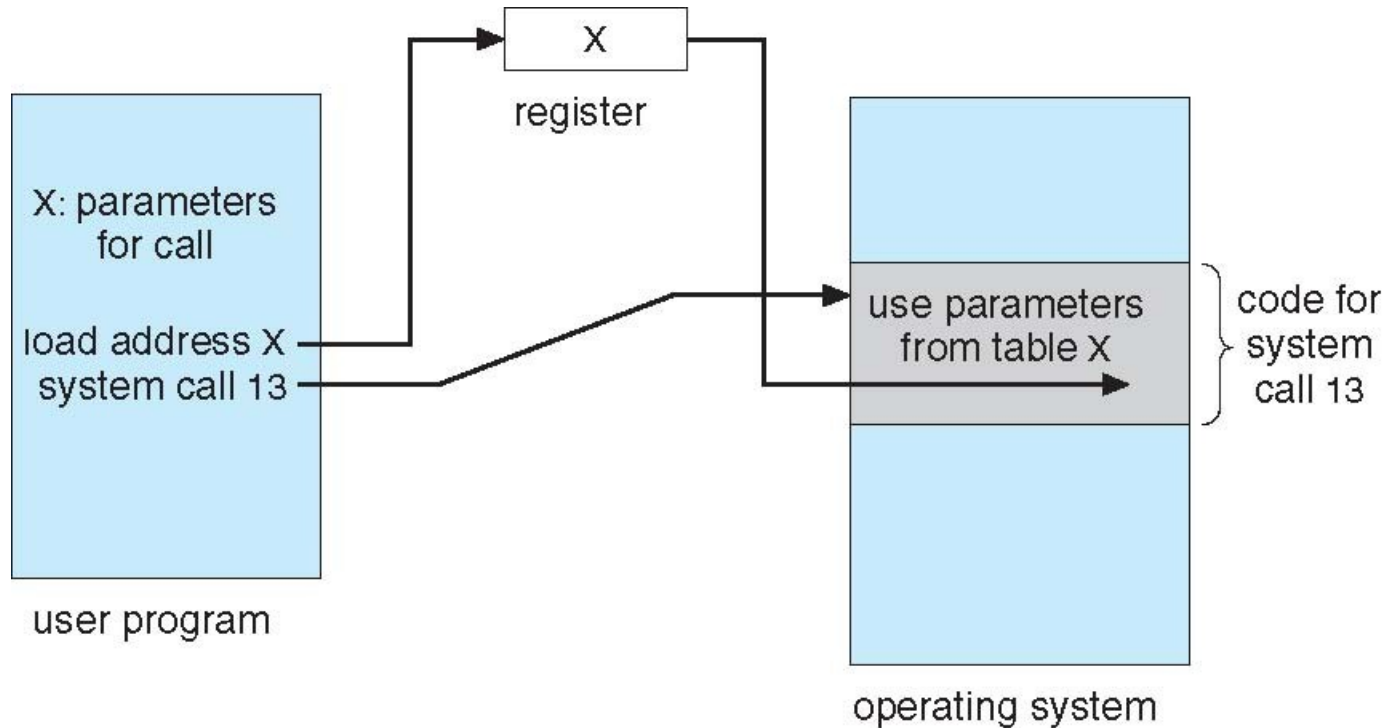 X
register
X: parameters
for call
load address X
system call 13
user program
use parameters
from table X
code for
system
call 13
operating system